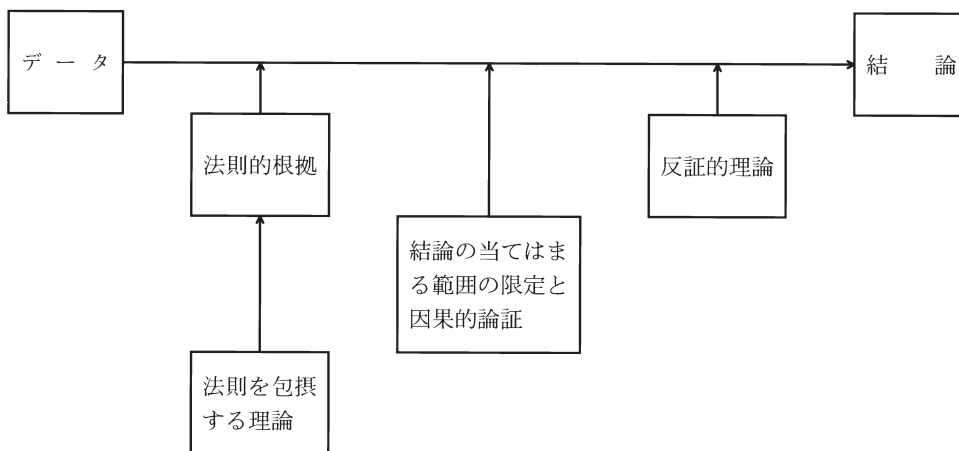 データ
結論
法則的根拠
反証的理論
結論の当てはま
る範囲の限定と
因果的論証
法則を包摂
する理論